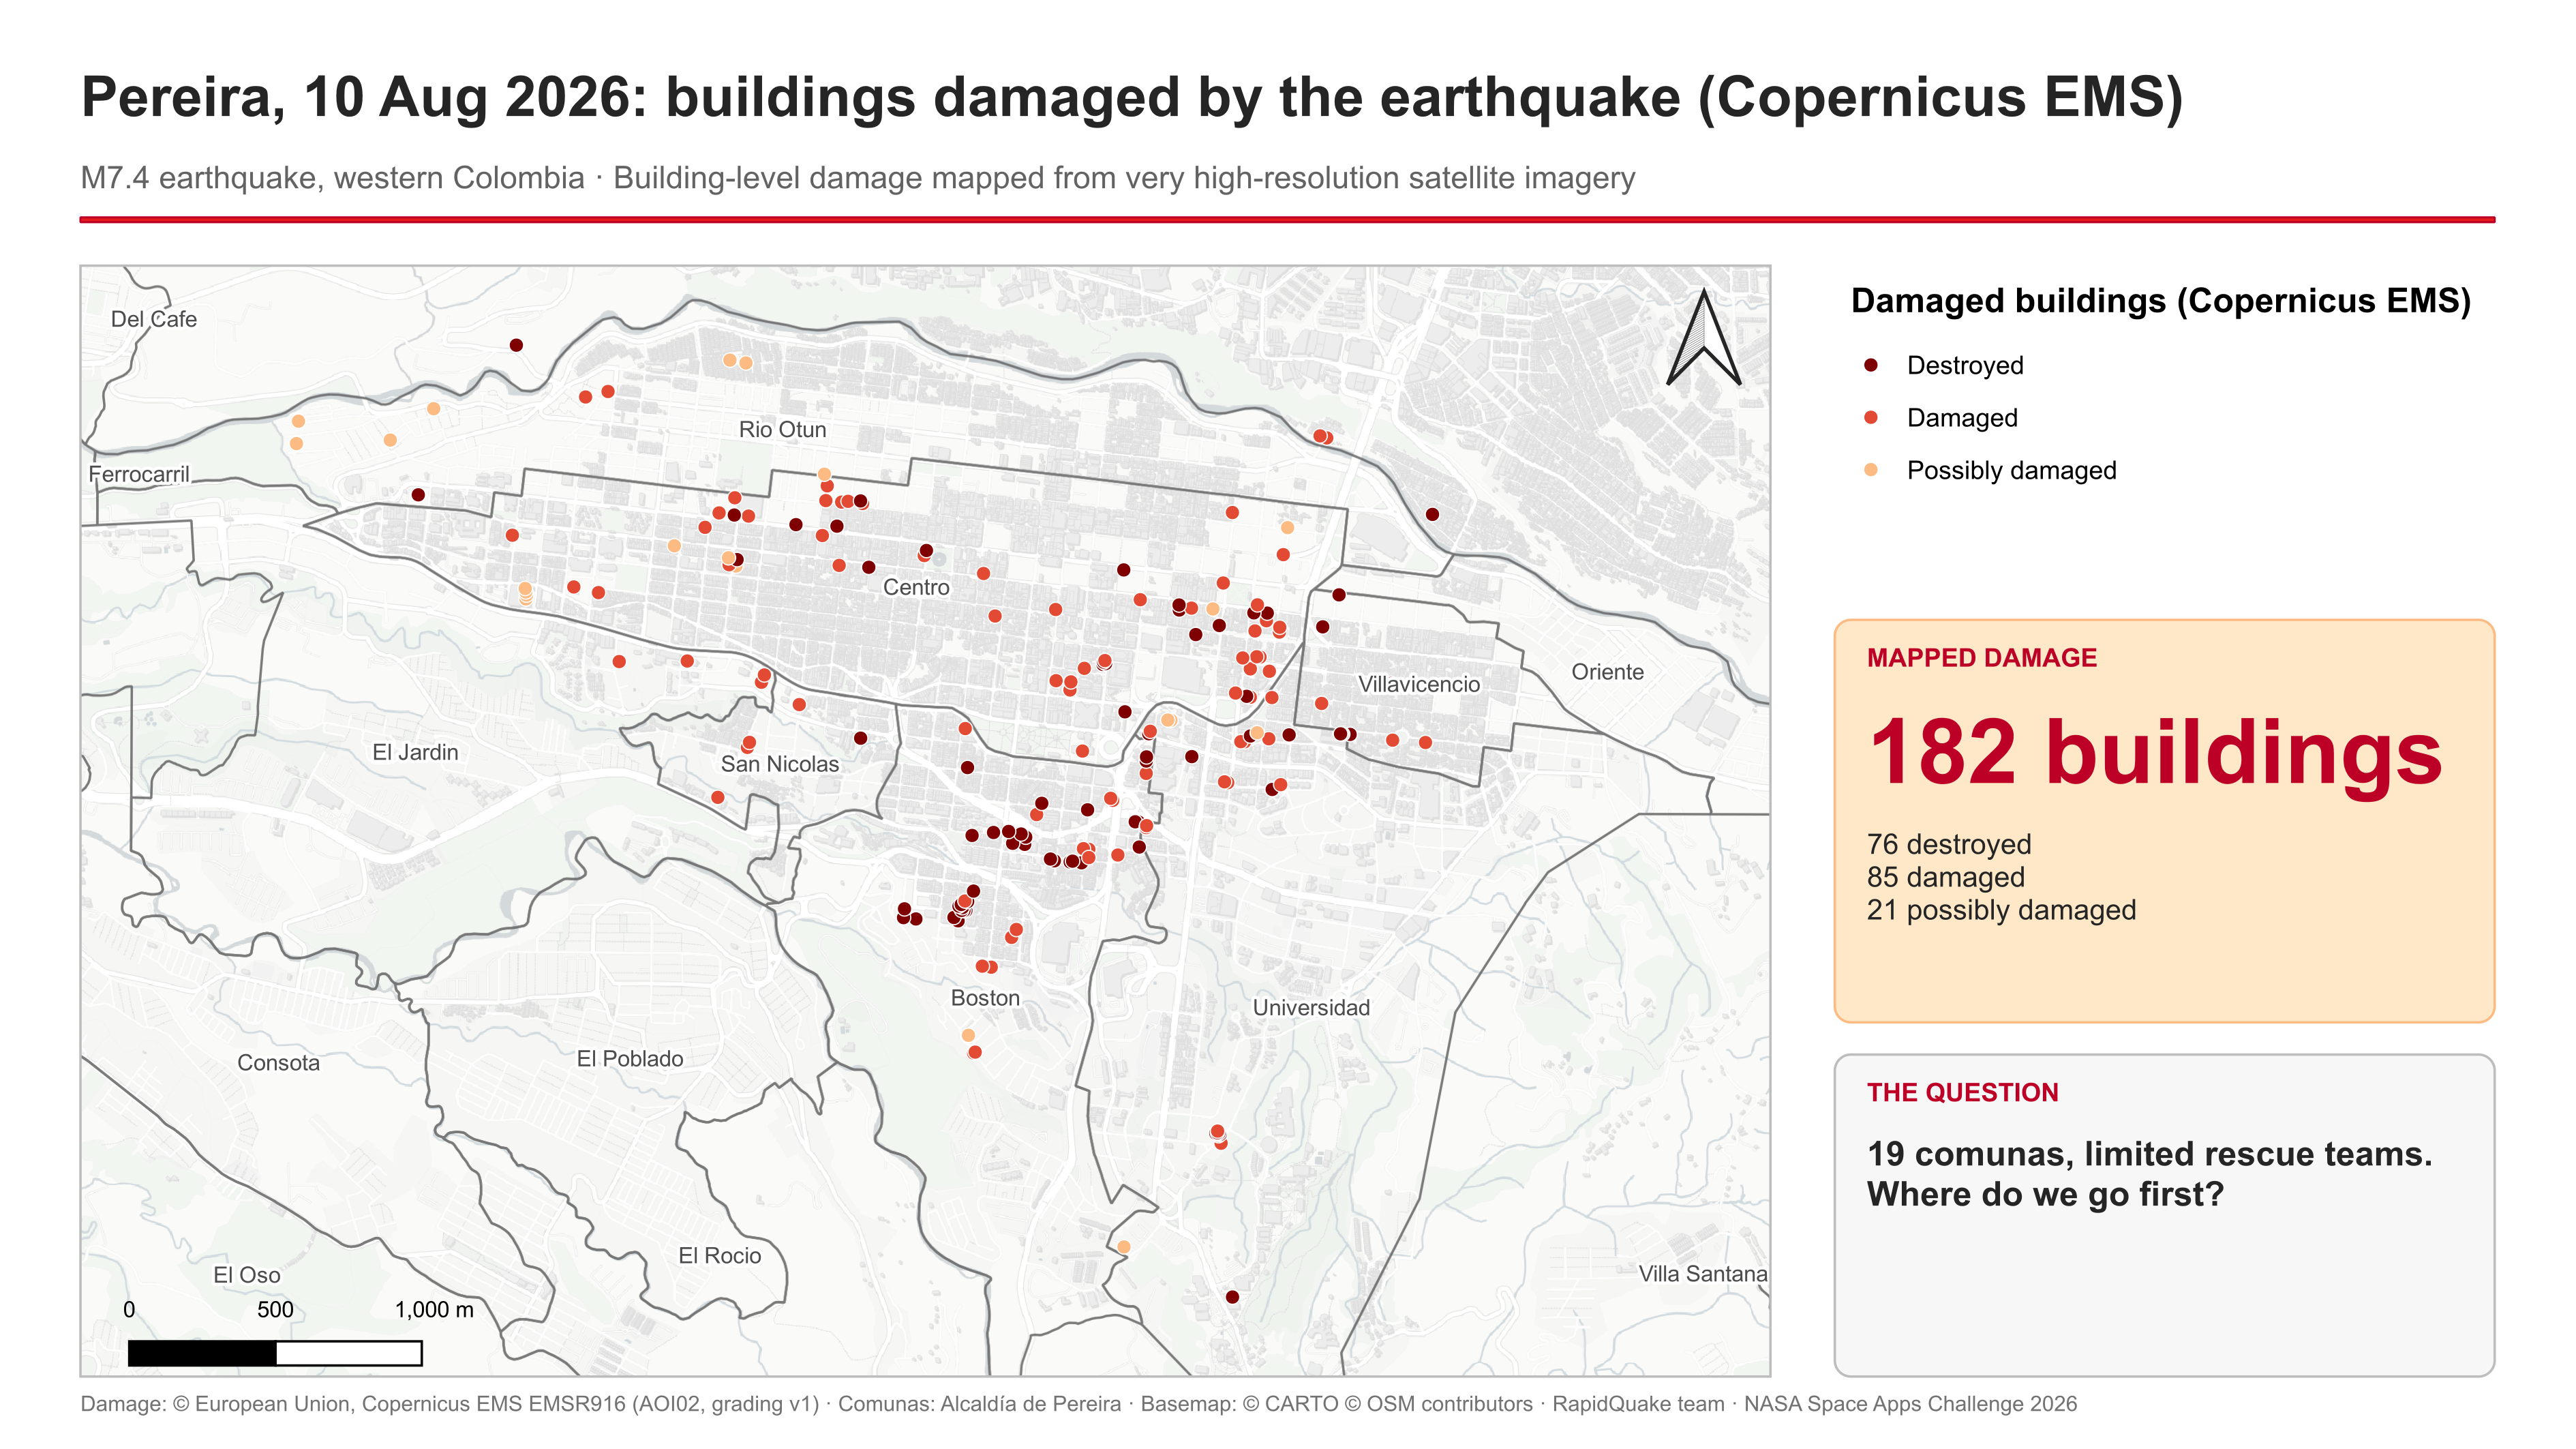 Pereira, 10 Aug 2026: buildings damaged by the earthquake (Copernicus EMS)
M7.4 earthquake, western Colombia · Building-level damage mapped from very high-resolution satellite imagery
Del Cafe
Rio Otun
Ferrocarril
Centro
Oriente
Villavicencio
El Jardin
San Nicolas
Boston
Universidad
Consota
El Poblado
El Rocio
El Oso
Villa Santana
0 500 1,000 m
Damaged buildings (Copernicus EMS)
Destroyed
Damaged
Possibly damaged
MAPPED DAMAGE
182 buildings
76 destroyed
85 damaged
21 possibly damaged
THE QUESTION
19 comunas, limited rescue teams.
Where do we go first?
Damage: © European Union, Copernicus EMS EMSR916 (AOI02, grading v1) · Comunas: Alcaldía de Pereira · Basemap: © CARTO © OSM contributors · RapidQuake team · NASA Space Apps Challenge 2026